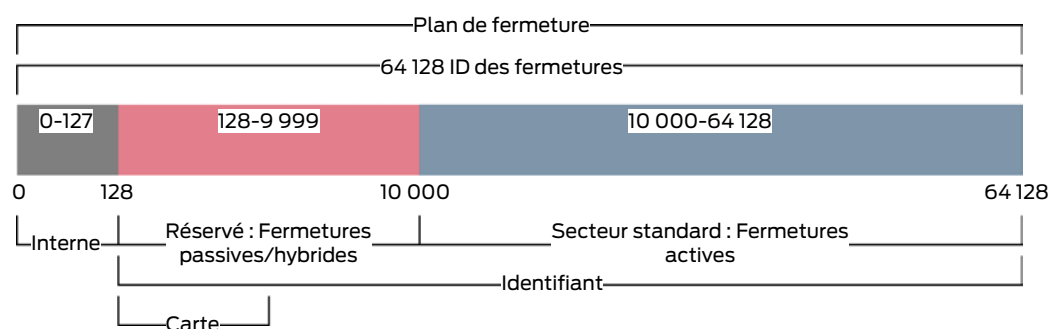 Plan de fermeture
64 128 ID des fermetures
0-127
128-9 999
10 000-64 128
0
128
10 000
64 128
Interne
Réservé : Fermetures
passives/hybrides
Secteur standard : Fermetures
actives
Identifiant
Carte